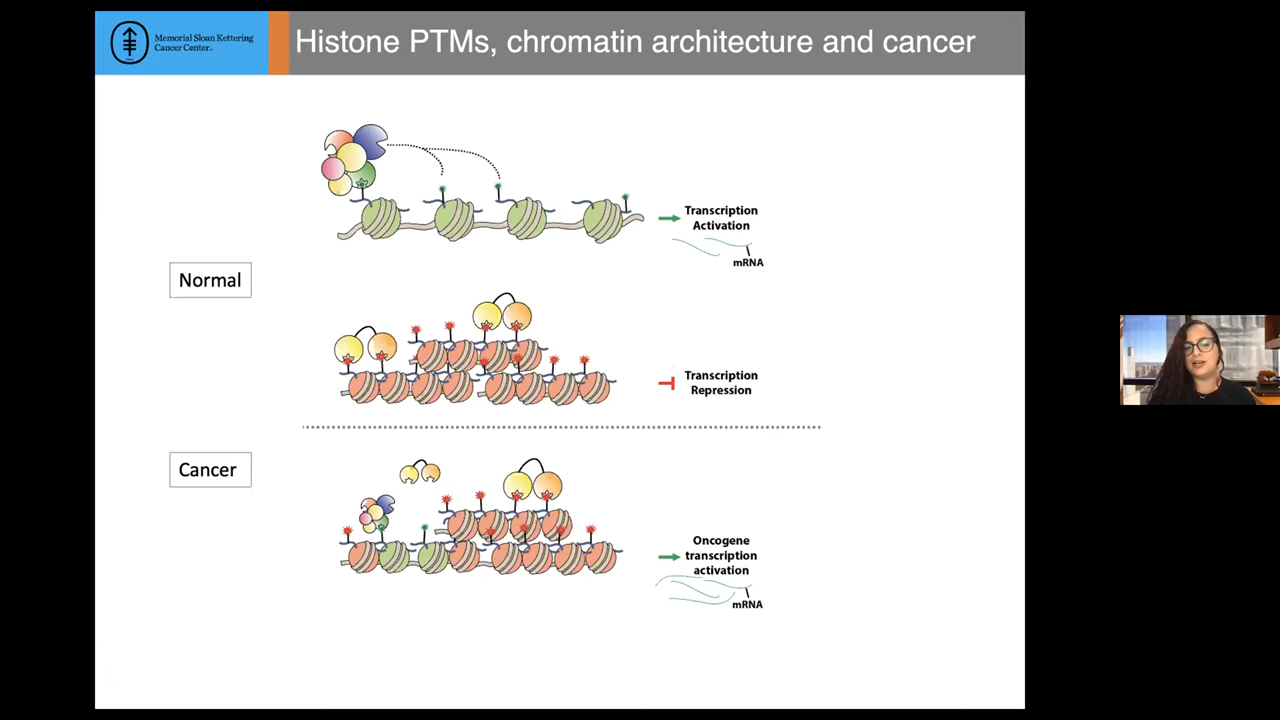 Memorial Sloan Kettering
Cancer Center
Histone PTMs, chromatin architecture and cancer
Transcription
Activation
mRNA
Normal
Transcription
Repression
Cancer
Oncogene
transcription
activation
mRNA